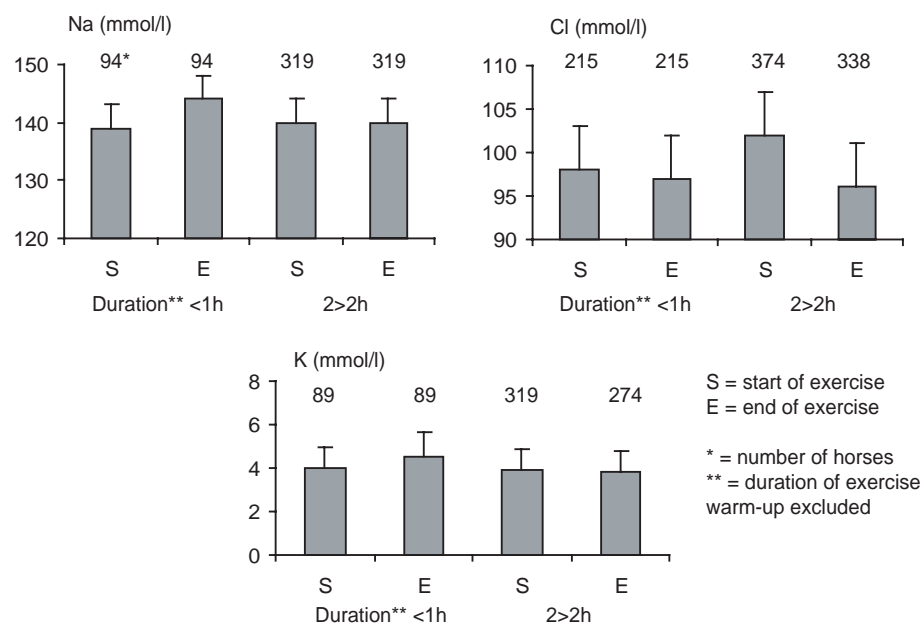 Na (mmol/l)
94* 94 319 319
150
140
130
120
S E S E
Duration** <1h 2>2h
Cl (mmol/l)
215 215 374 338
110
105
100
95
90
S E S E
Duration** <1h 2>2h
K (mmol/l)
89 89 319 274
8
6
4
2
0
S E S E
Duration** <1h 2>2h
S = start of exercise
E = end of exercise
* = number of horses
** = duration of exercise
warm-up excluded